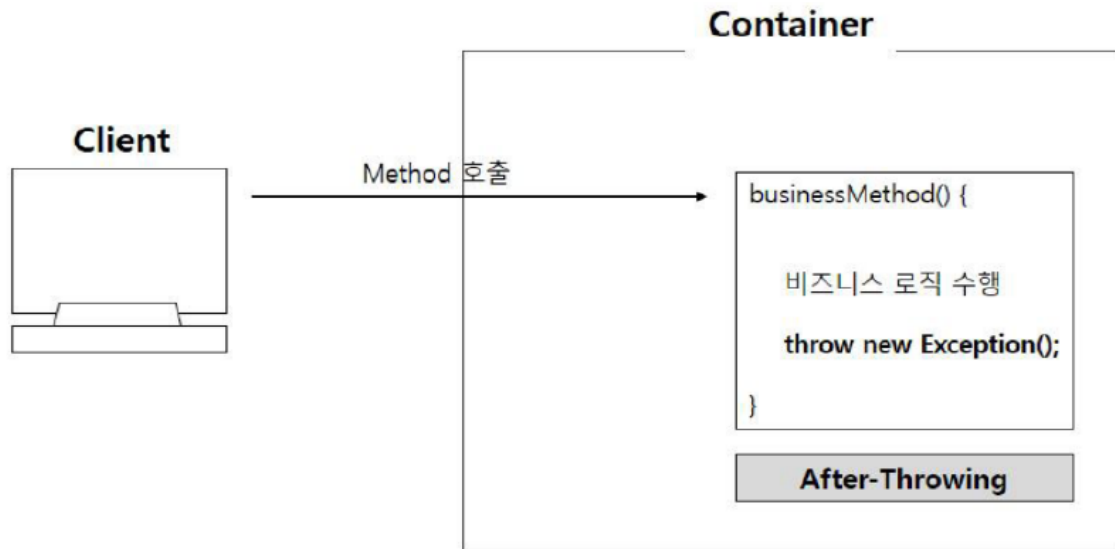 Container
Client
Method 호출
businessMethod() {
비즈니스 로직 수행
throw new Exception();
}
After-Throwing